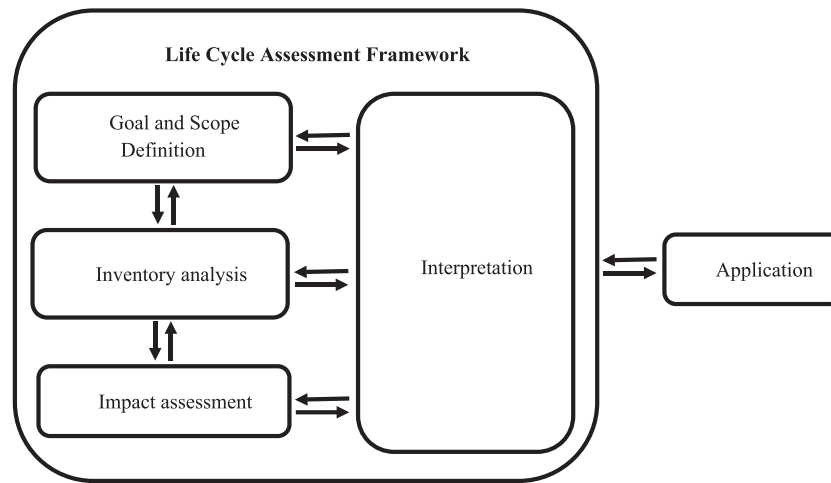 Life Cycle Assessment Framework
Goal and Scope
Definition
Inventory analysis
Impact assessment
Interpretation
Application